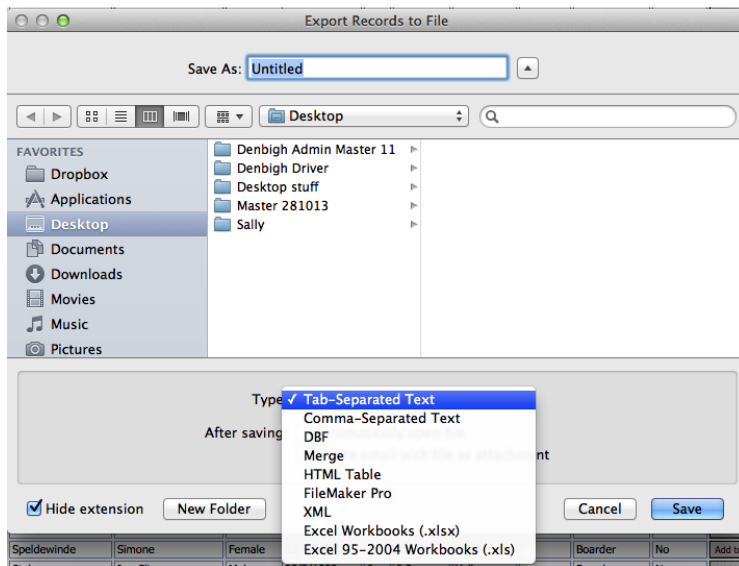 Export Records to File
Save As: Untitled
Desktop
FAVORITES
Dropbox
Applications
Desktop
Documents
Downloads
Movies
Music
Pictures
Denbigh Admin Master 11
Denbigh Driver
Desktop stuff
Master 281013
Sally
Type
✓ Tab-Separated Text
Comma-Separated Text
DBF
Merge
HTML Table
FileMaker Pro
XML
Excel Workbooks (.xlsx)
Excel 95-2004 Workbooks (.xls)
After saving
Hide extension
New Folder
Cancel
Save
Speldewinde Simone Female Boarder No Add